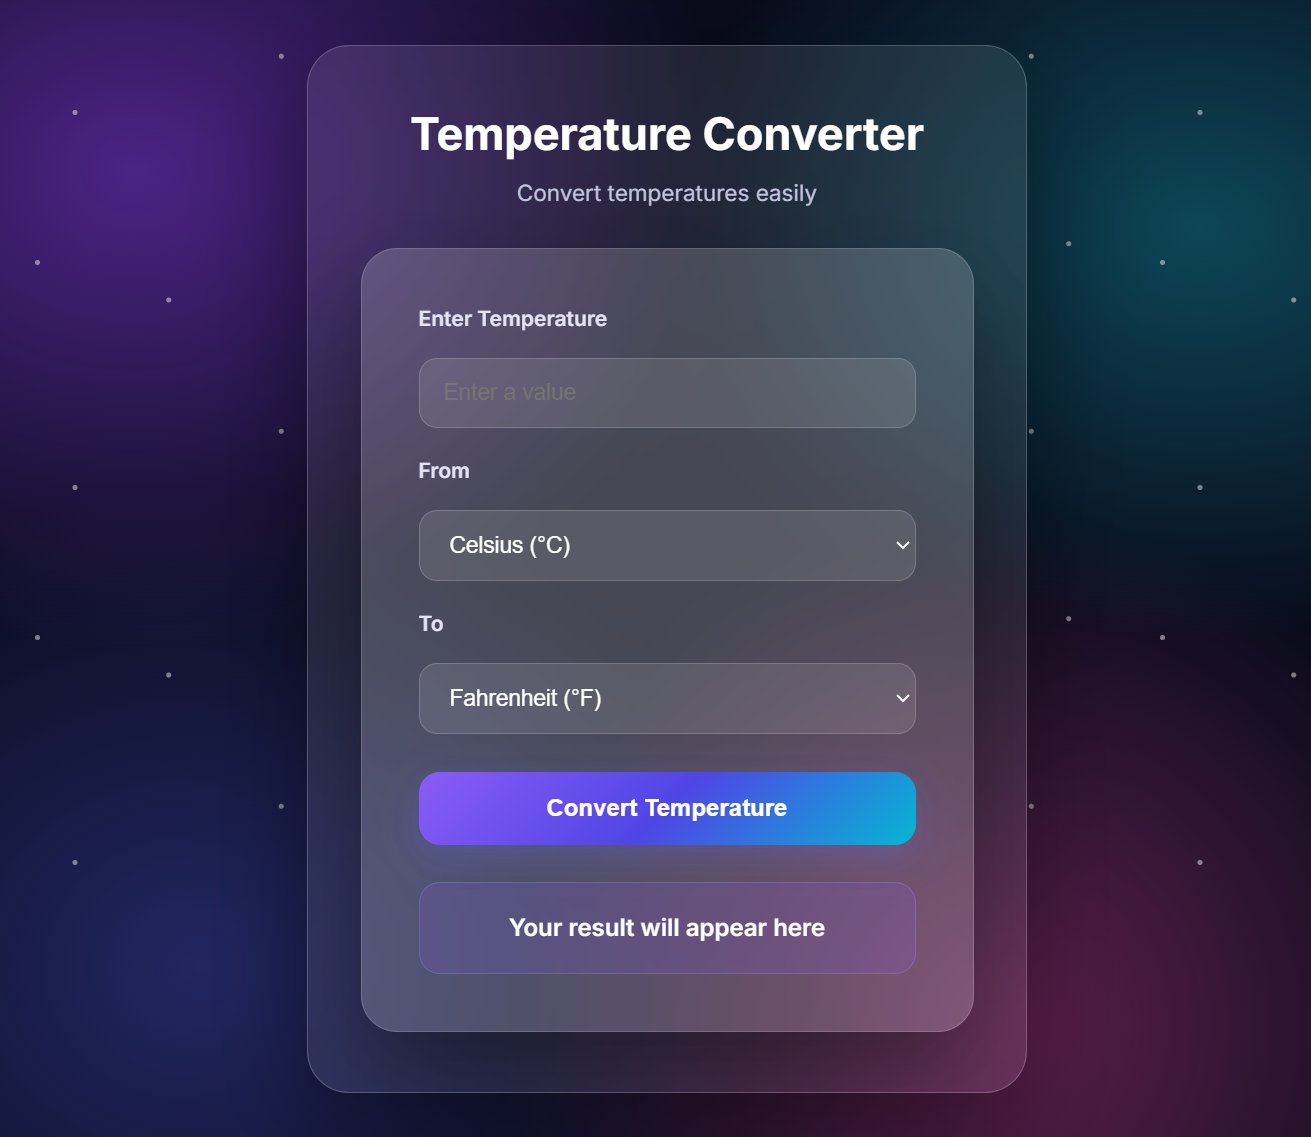 Temperature Converter
Convert temperatures easily
Enter Temperature
Enter a value
From
Celsius (°C)
To
Fahrenheit (°F)
Convert Temperature
Your result will appear here